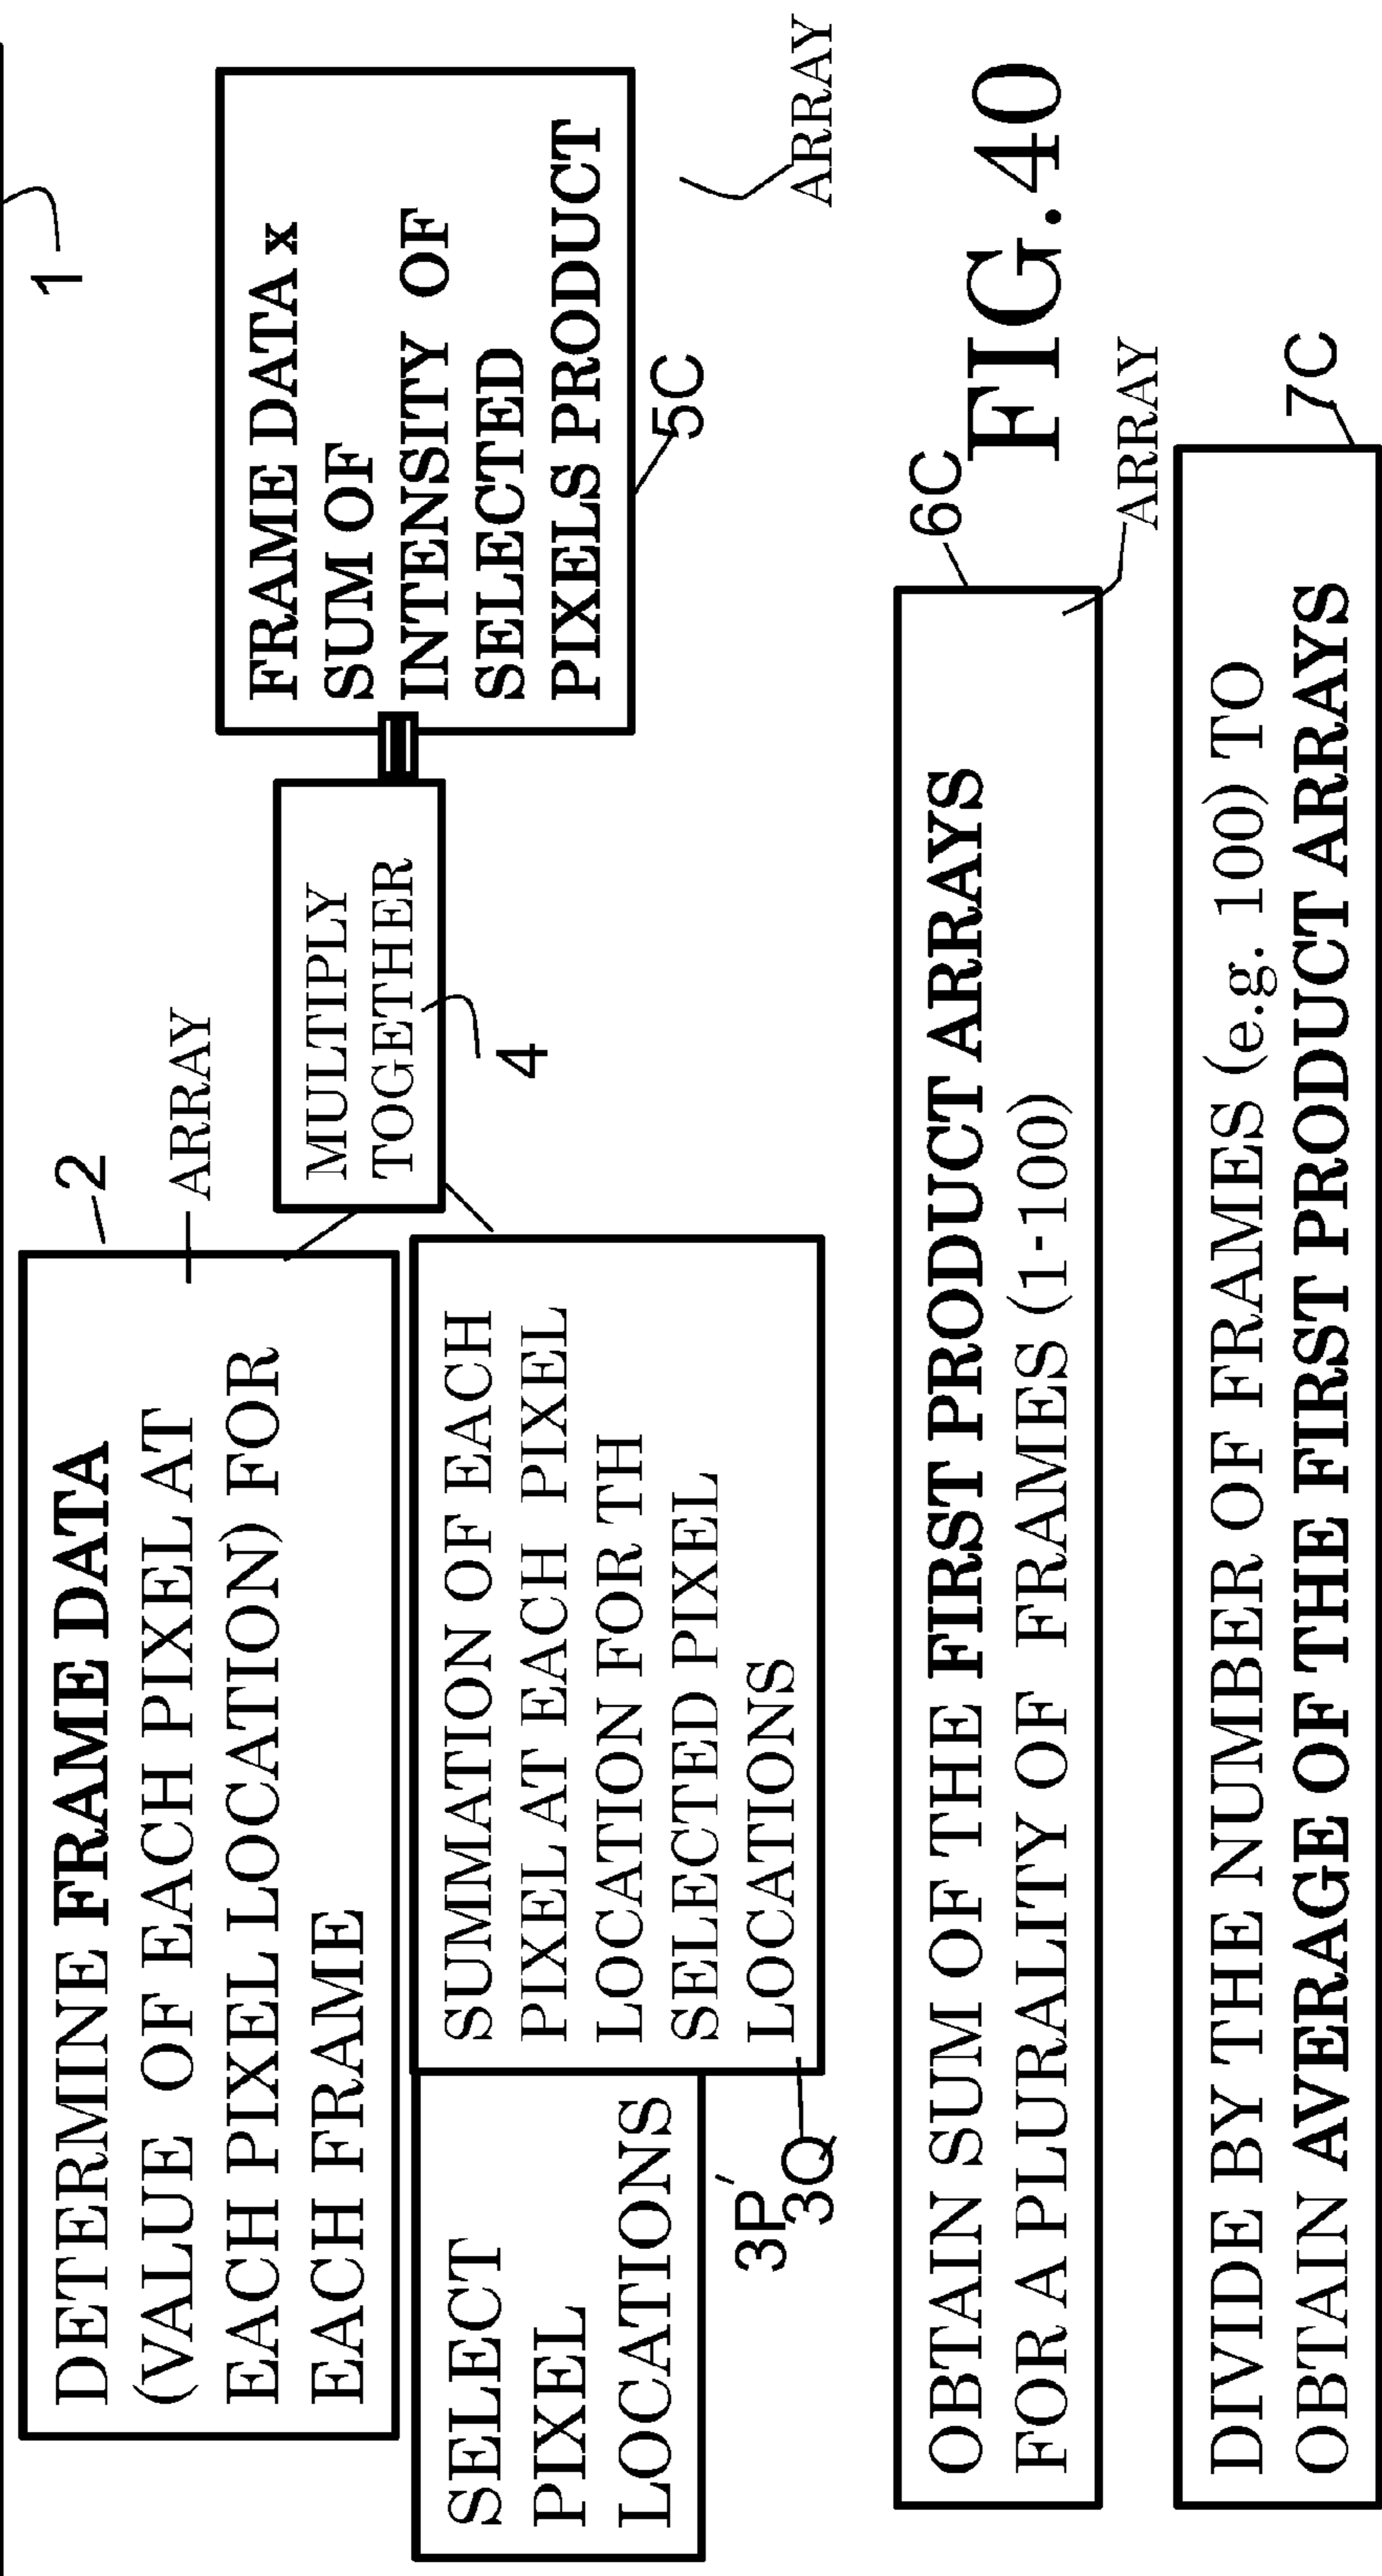 1
2
ARRAY
DETERMINE FRAME DATA
(VALUE OF EACH PIXEL AT
EACH PIXEL LOCATION) FOR
EACH FRAME
MULTIPLY
TOGETHER
4
FRAME DATA x
SUM OF
INTENSITY OF
SELECTED
PIXELS PRODUCT
5C
ARRAY
SELECT
PIXEL
LOCATIONS
3P'
SUMMATION OF EACH
PIXEL AT EACH PIXEL
LOCATION FOR TH
SELECTED PIXEL
LOCATIONS
3Q
OBTAIN SUM OF THE FIRST PRODUCT ARRAYS
FOR A PLURALITY OF FRAMES (1-100)
6C
ARRAY
FIG.40
DIVIDE BY THE NUMBER OF FRAMES (e.g. 100) TO
OBTAIN AVERAGE OF THE FIRST PRODUCT ARRAYS
7C